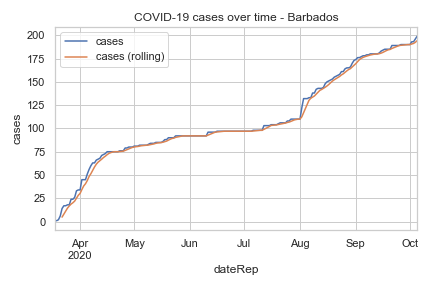 COVID-19 cases over time - Barbados
cases
cases (rolling)
200
175
150
125
100
75
50
25
0
cases
Apr May Jun Jul Aug Sep Oct
2020
dateRep